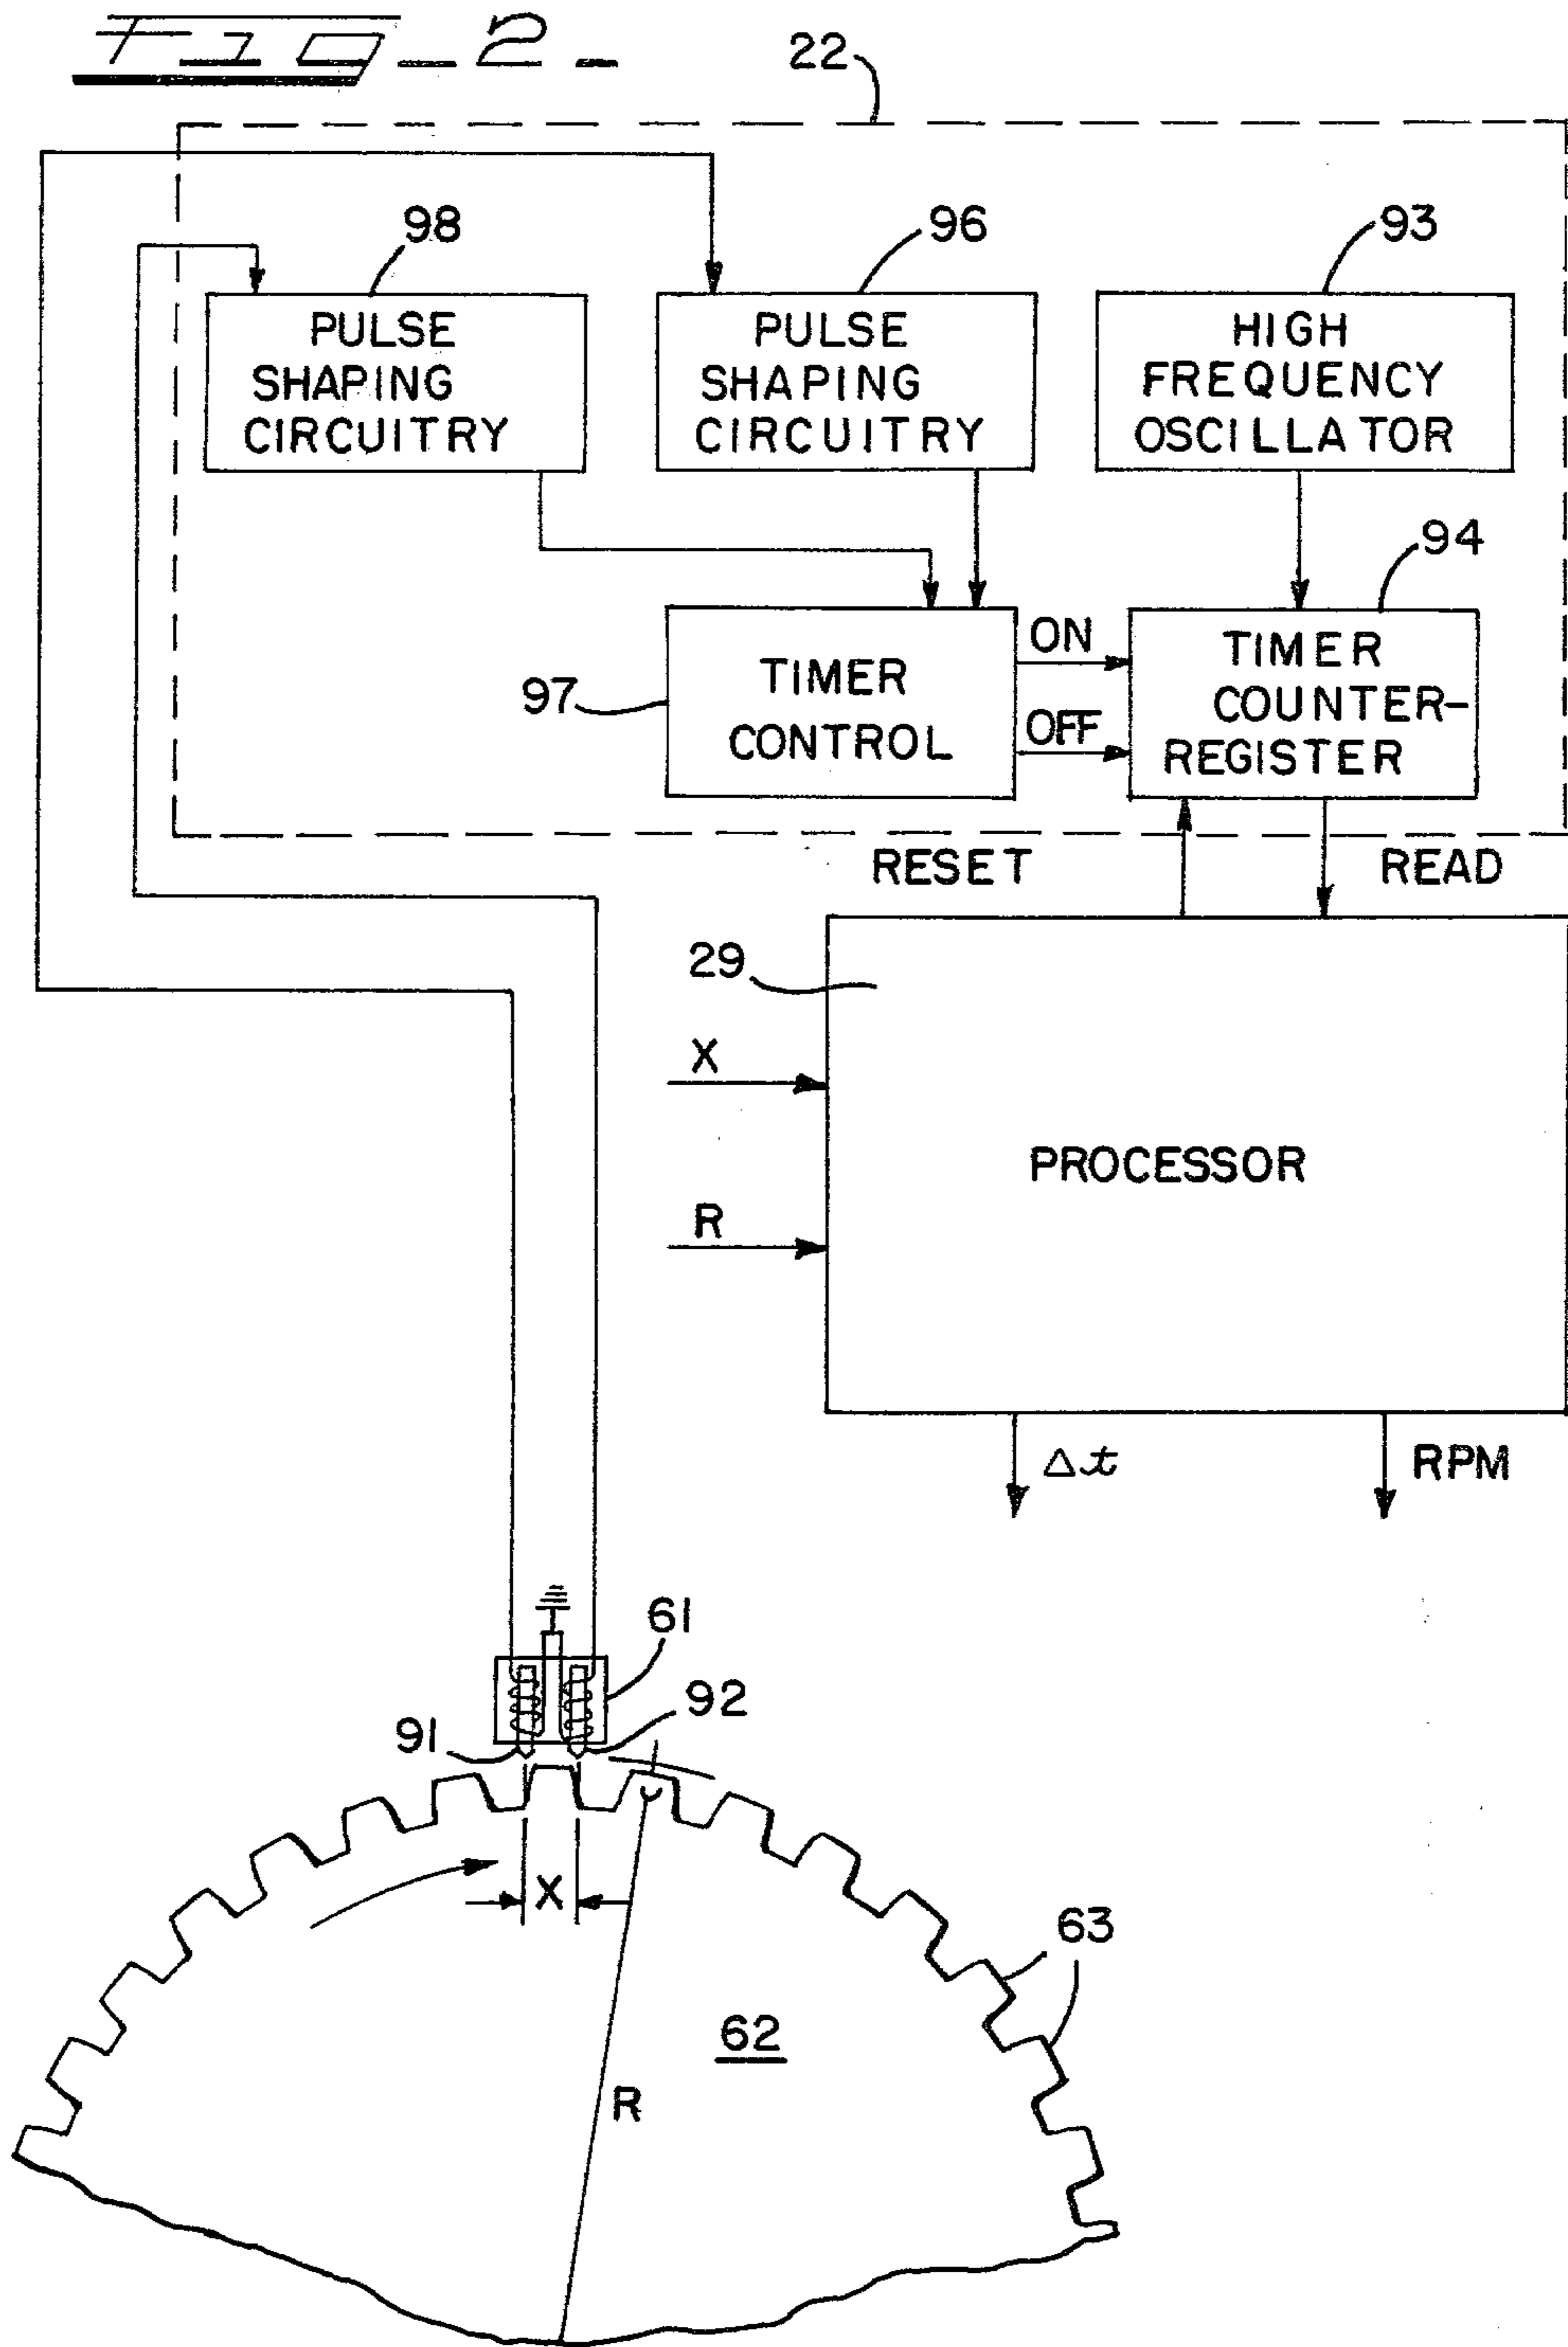 Fig-2-
22
98
96
93
PULSE
SHAPING
CIRCUITRY
PULSE
SHAPING
CIRCUITRY
HIGH
FREQUENCY
OSCILLATOR
94
97
TIMER
CONTROL
ON
OFF
TIMER
COUNTER-
REGISTER
RESET
READ
29
X
R
PROCESSOR
Δt
RPM
61
91
92
X
63
62
R